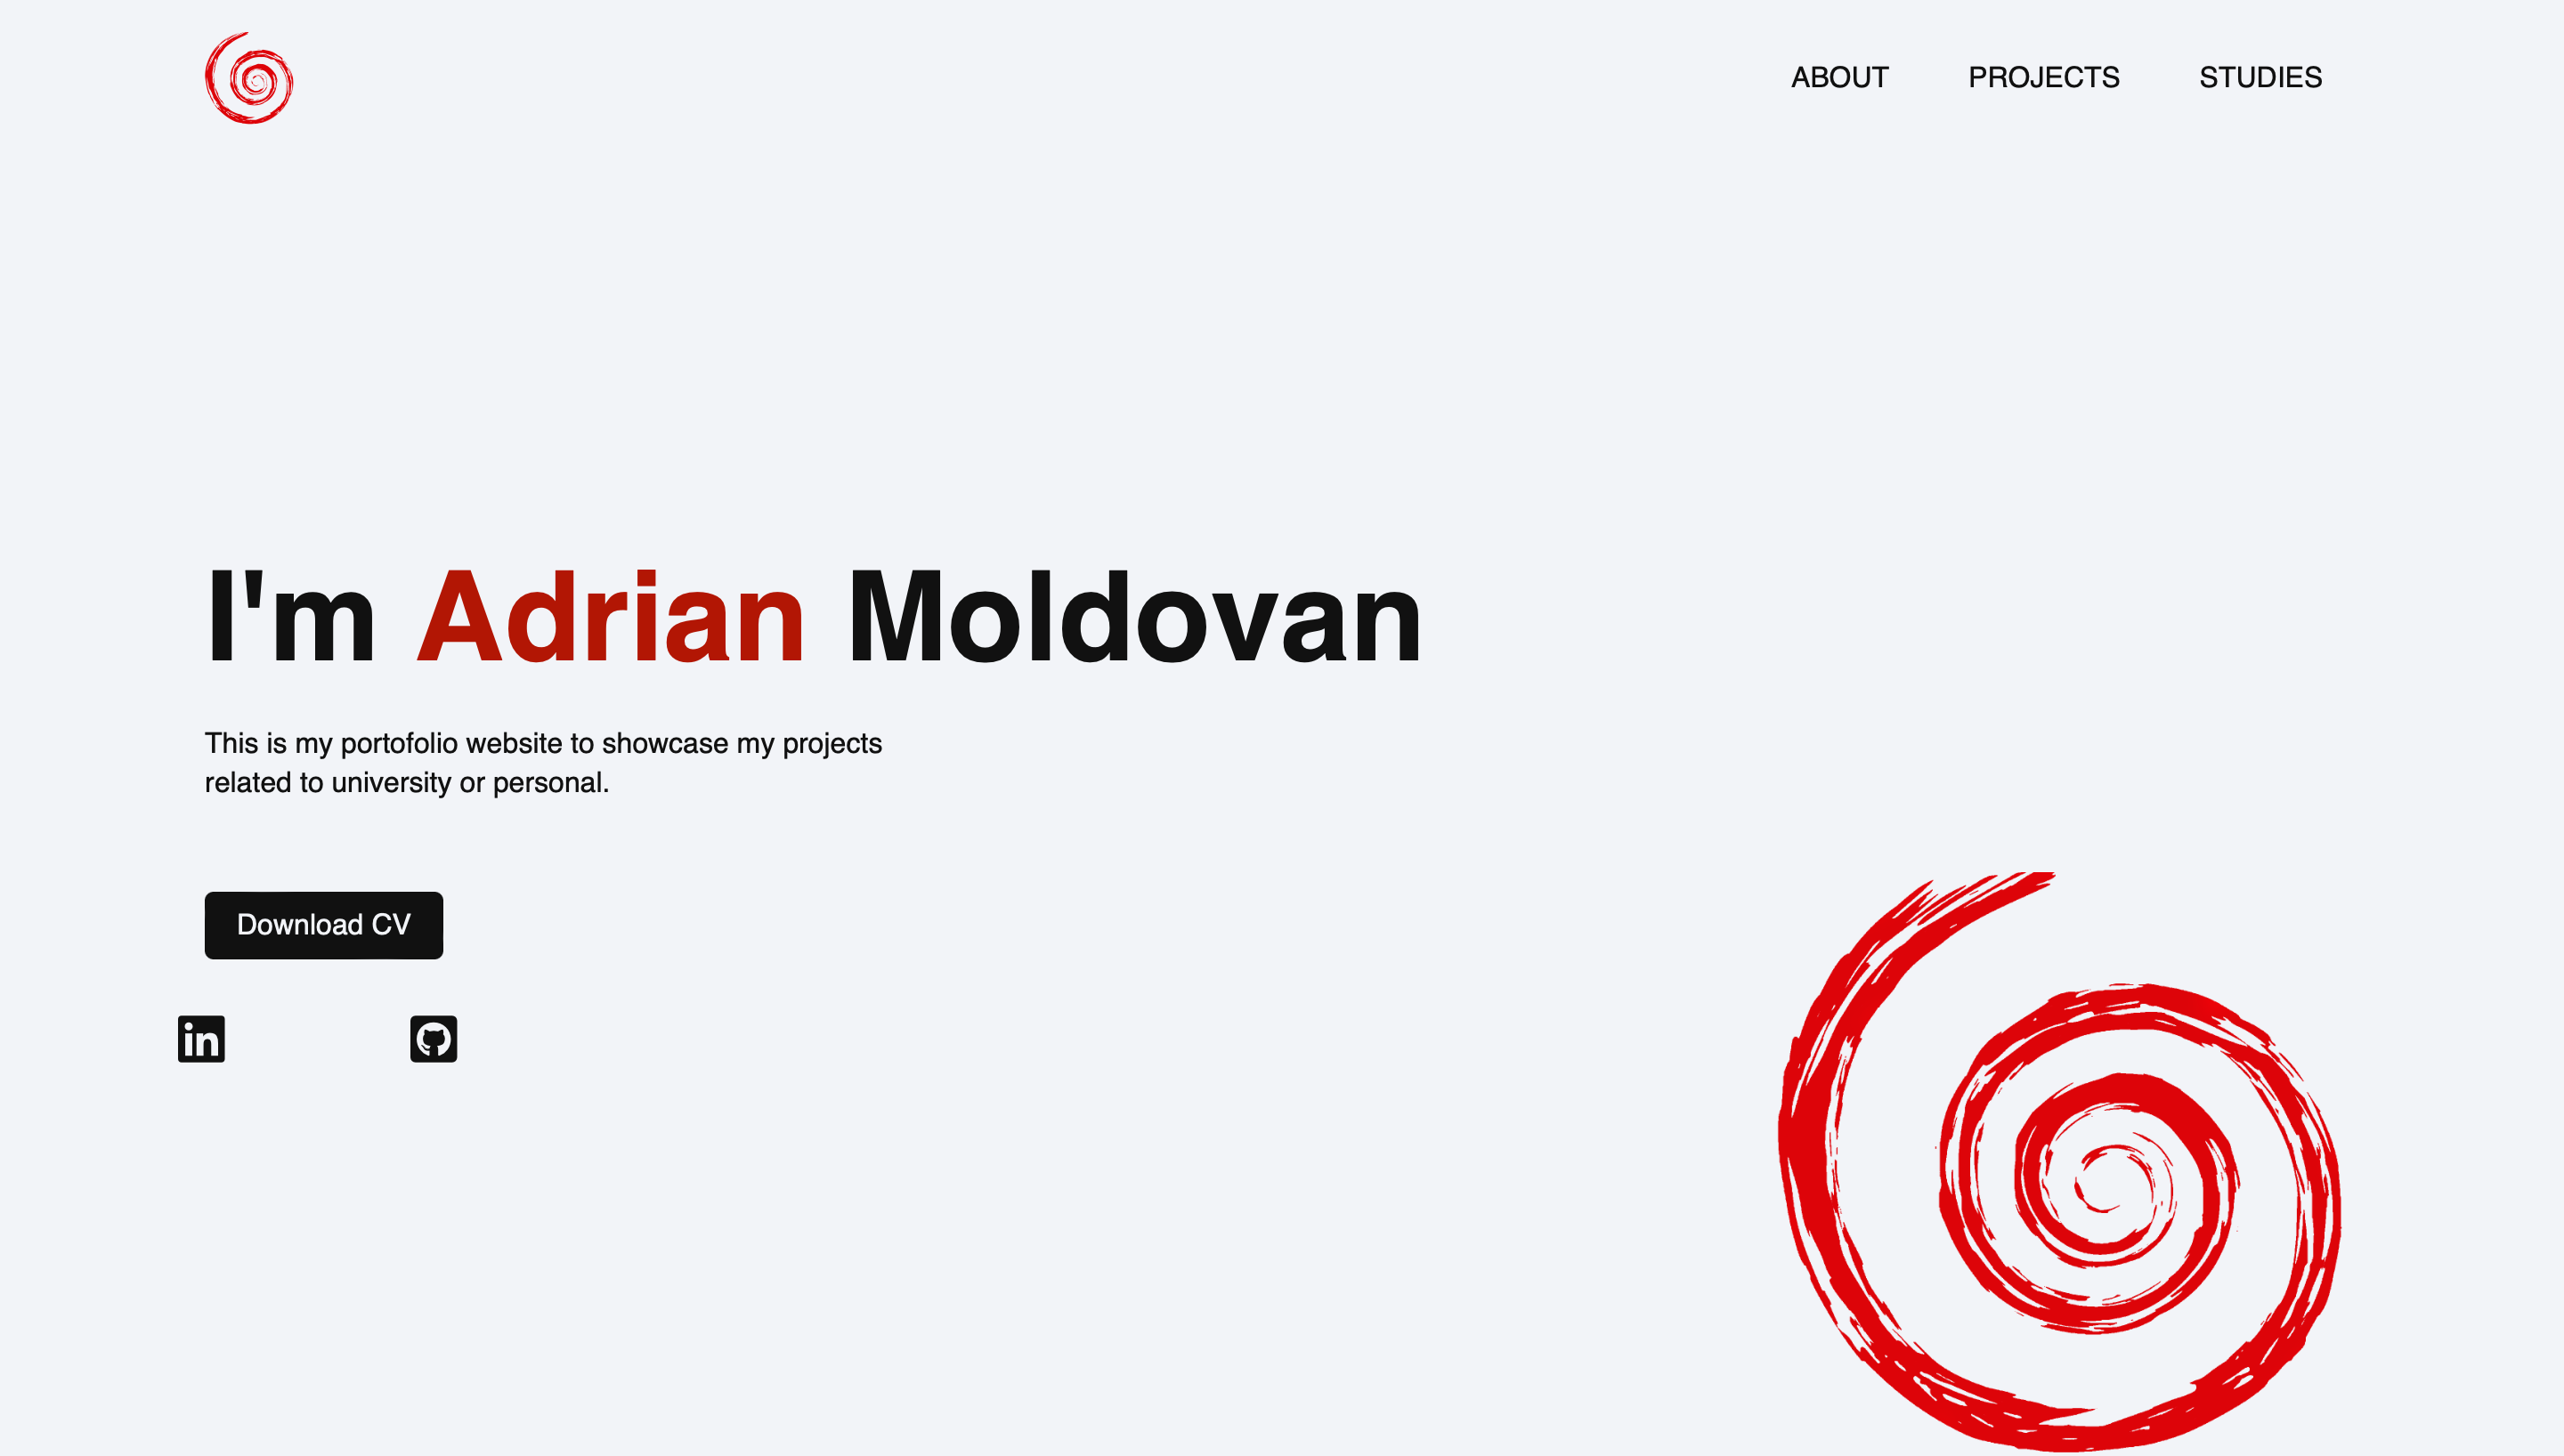 ABOUT PROJECTS STUDIES
I'm Adrian Moldovan
This is my portofolio website to showcase my projects
related to university or personal.
Download CV
in